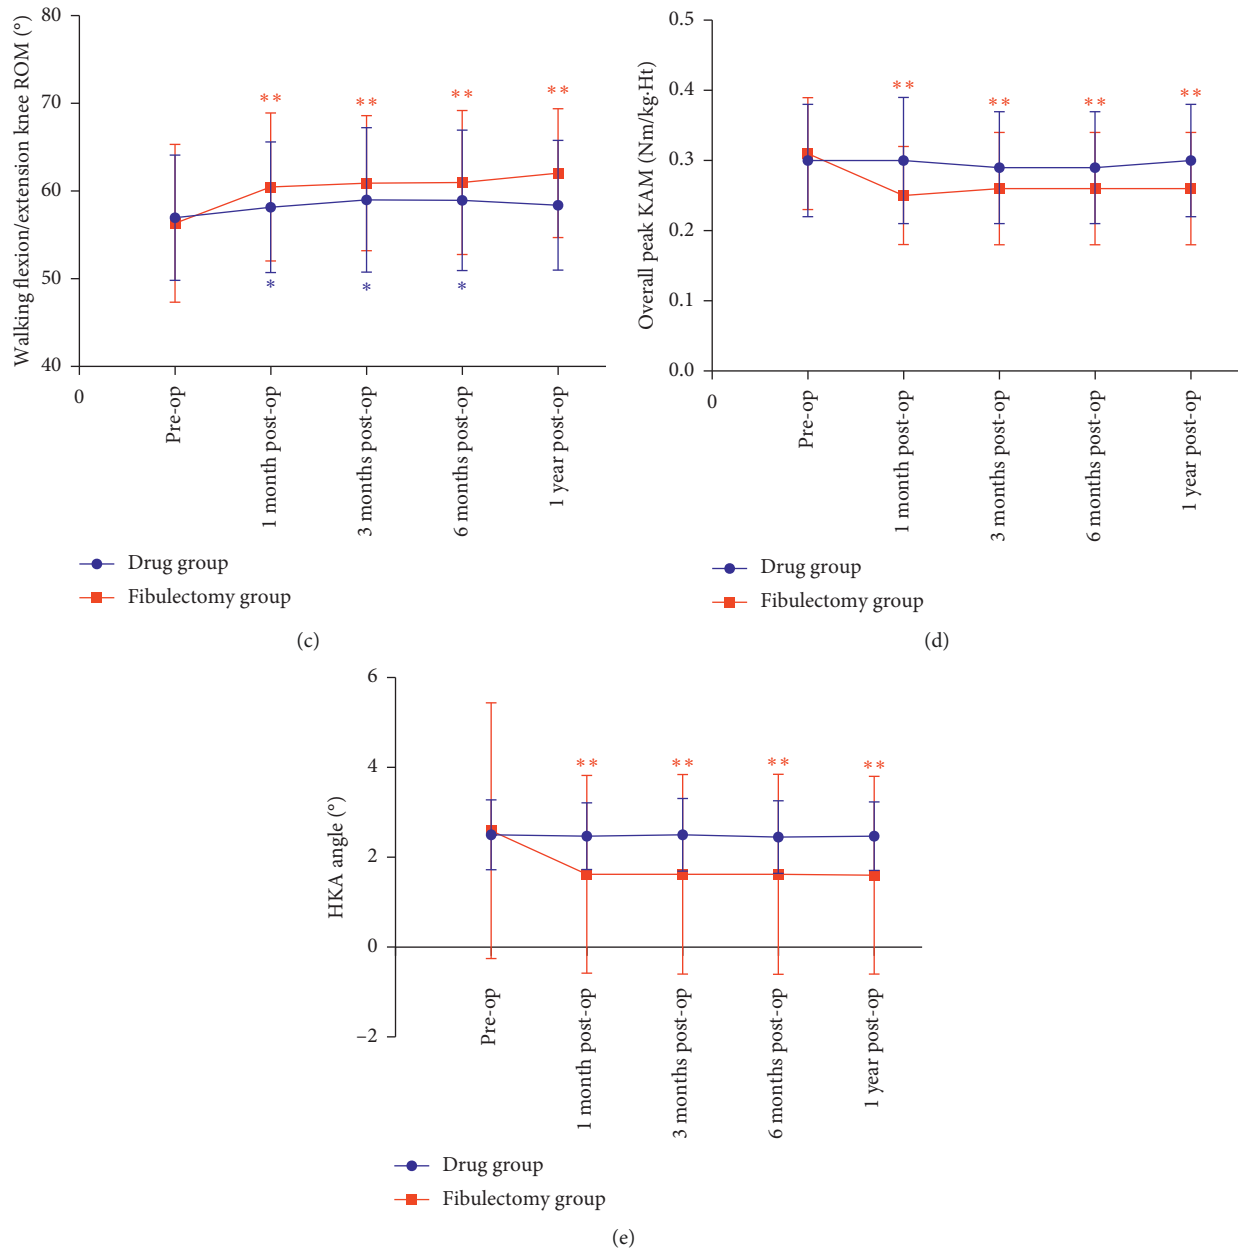 Walking flexion/extension knee ROM (°)
80
70
60
50
40
0
**
**
**
**
*
*
*
Pre-op
1 month post-op
3 months post-op
6 months post-op
1 year post-op
Drug group
Fibulectomy group
(c)
Overall peak KAM (Nm/kg·Ht)
0.5
0.4
0.3
0.2
0.1
0.0
0
**
**
**
**
Pre-op
1 month post-op
3 months post-op
6 months post-op
1 year post-op
Drug group
Fibulectomy group
(d)
HKA angle (°)
6
4
2
0
−2
**
**
**
**
Pre-op
1 month post-op
3 months post-op
6 months post-op
1 year post-op
Drug group
Fibulectomy group
(e)